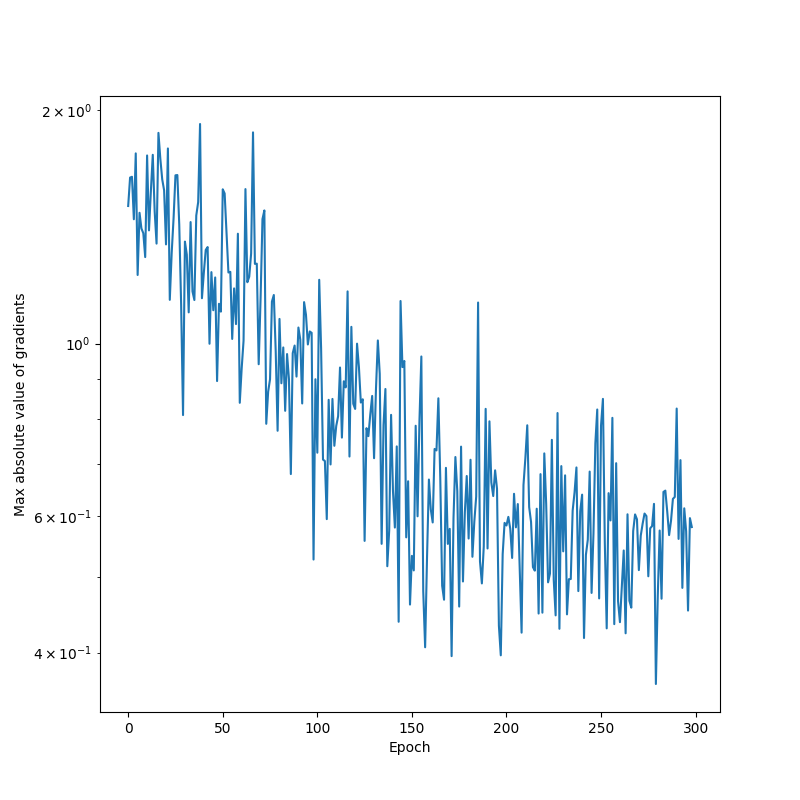 Max absolute value of gradients
2 × 10⁰
10⁰
6 × 10⁻¹
4 × 10⁻¹
0 50 100 150 200 250 300
Epoch